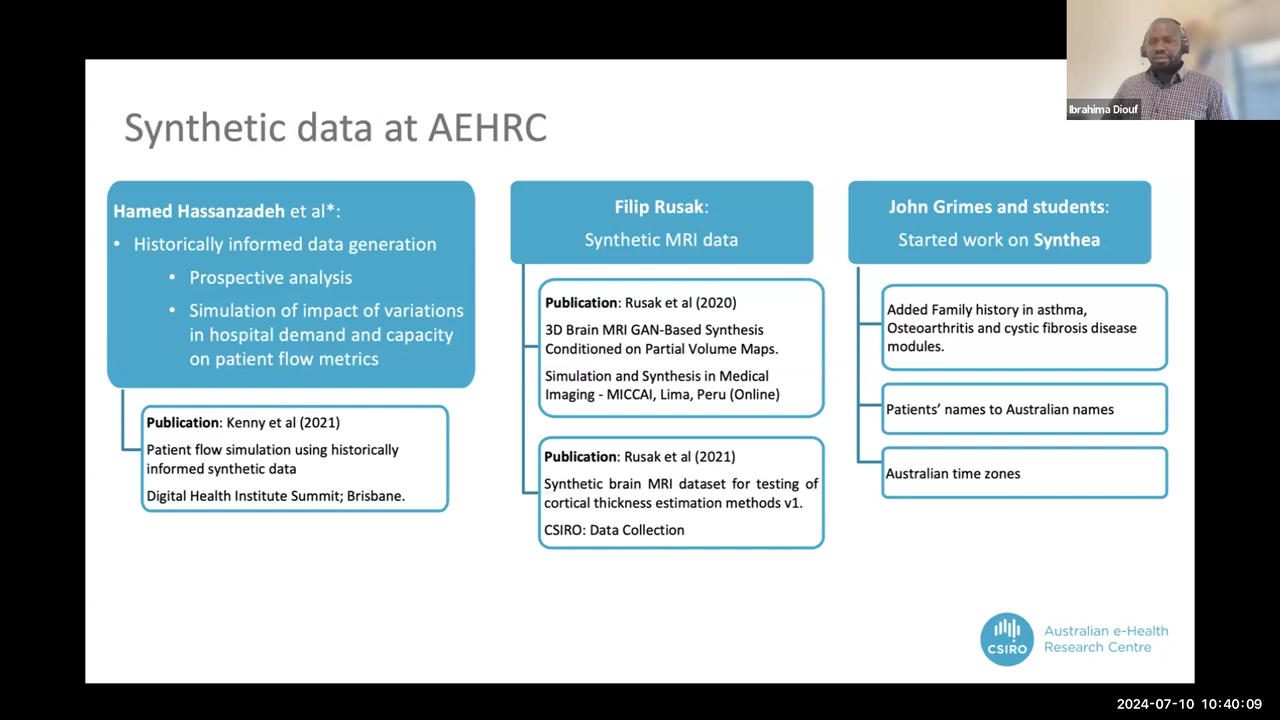 Ibrahima Diouf
Synthetic data at AEHRC
Hamed Hassanzadeh et al*:
• Historically informed data generation
• Prospective analysis
• Simulation of impact of variations
in hospital demand and capacity
on patient flow metrics
Publication: Kenny et al (2021)
Patient flow simulation using historically
informed synthetic data
Digital Health Institute Summit; Brisbane.
Filip Rusak:
Synthetic MRI data
Publication: Rusak et al (2020)
3D Brain MRI GAN-Based Synthesis
Conditioned on Partial Volume Maps.
Simulation and Synthesis in Medical
Imaging - MICCAI, Lima, Peru (Online)
Publication: Rusak et al (2021)
Synthetic brain MRI dataset for testing of
cortical thickness estimation methods v1.
CSIRO: Data Collection
John Grimes and students:
Started work on Synthea
Added Family history in asthma,
Osteoarthritis and cystic fibrosis disease
modules.
Patients’ names to Australian names
Australian time zones
CSIRO
Australian e-Health
Research Centre
2024-07-10 10:40:09